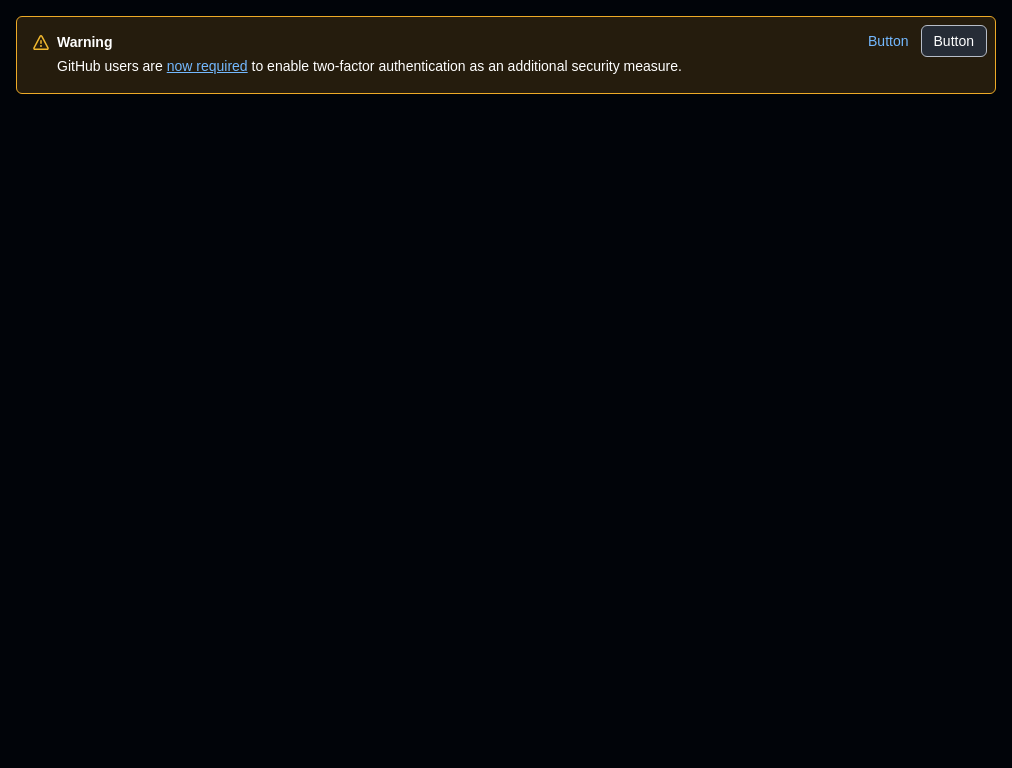 Warning
GitHub users are now required to enable two-factor authentication as an additional security measure.
Button
Button